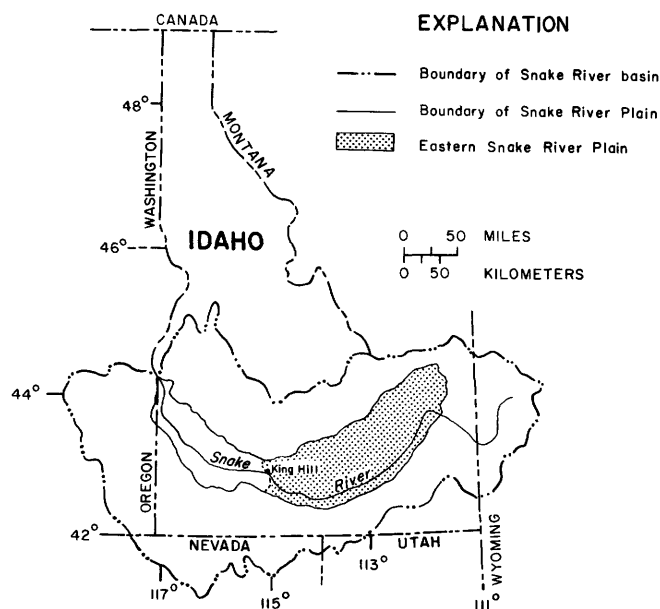 CANADA
EXPLANATION
Boundary of Snake River basin
Boundary of Snake River Plain
Eastern Snake River Plain
48°
MONTANA
WASHINGTON
IDAHO
46°
0 50 MILES
0 50 KILOMETERS
44°
Snake
King Hill
River
OREGON
42°
NEVADA
UTAH
WYOMING
117°
115°
113°
111°